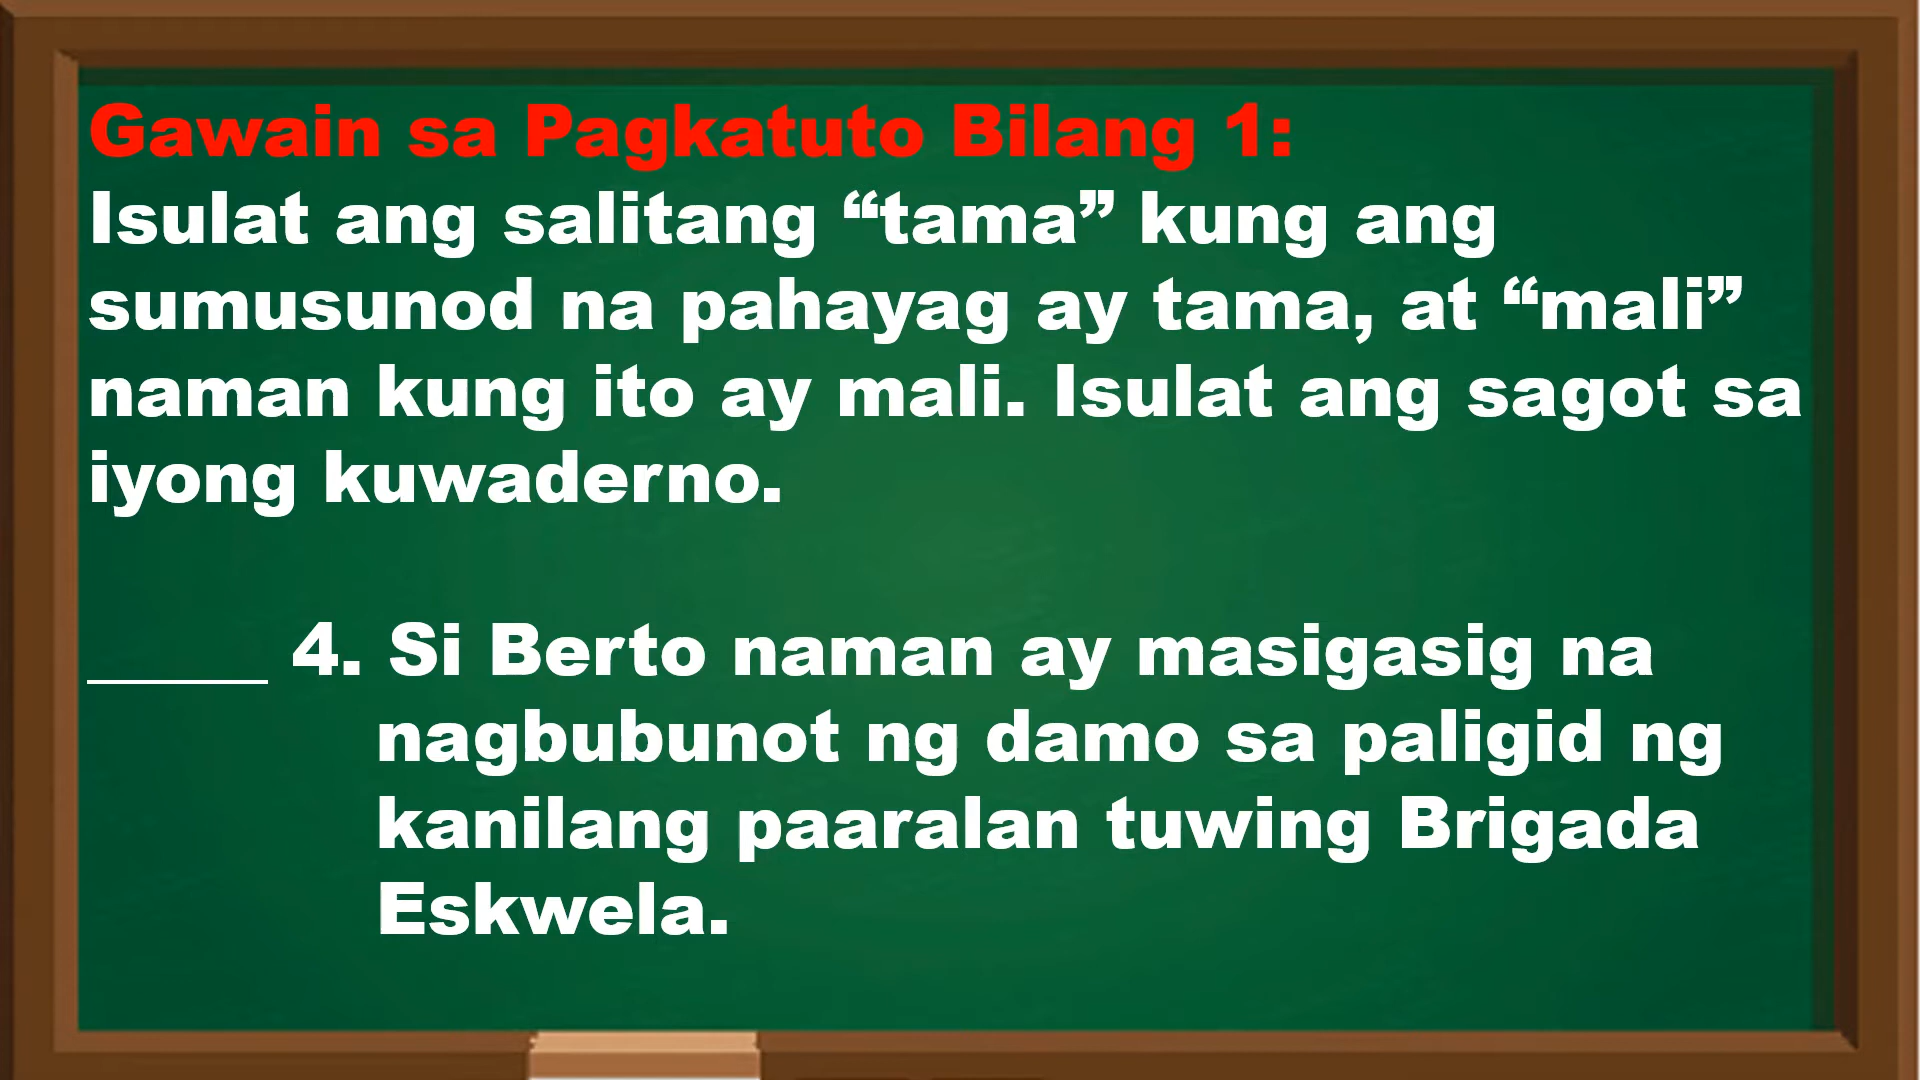 Gawain sa Pagkatuto Bilang 1:
Isulat ang salitang “tama” kung ang
sumusunod na pahayag ay tama, at “mali”
naman kung ito ay mali. Isulat ang sagot sa
iyong kuwaderno.
_____ 4. Si Berto naman ay masigasig na
nagbubunot ng damo sa paligid ng
kanilang paaralan tuwing Brigada
Eskwela.